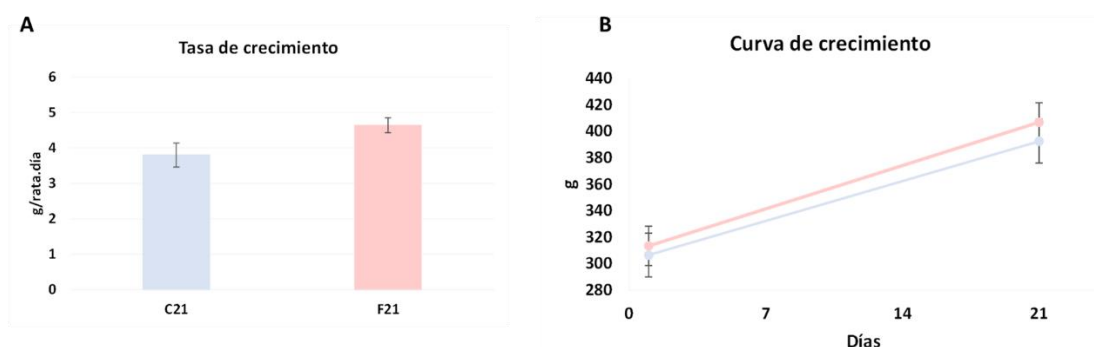 A
Tasa de crecimiento
6
5
4
3
2
1
0
g/rata.día
C21
F21
B
Curva de crecimiento
440
420
400
380
360
340
320
300
280
g
0
7
14
21
Días